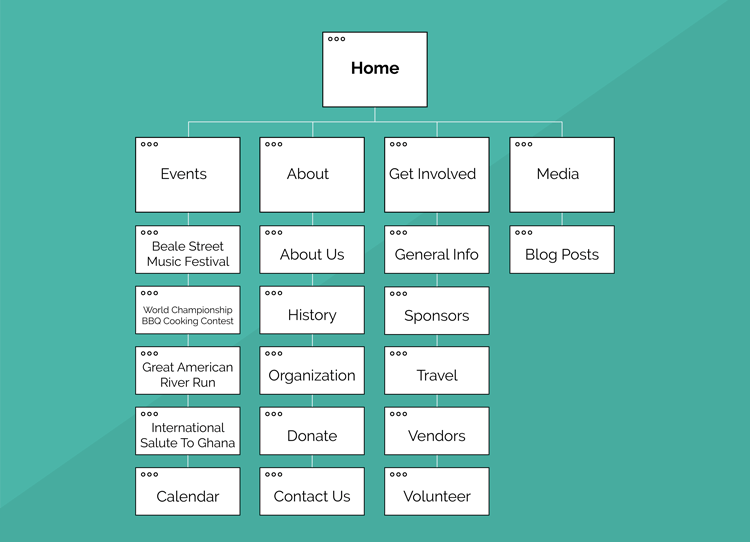 Home
Events
About
Get Involved
Media
Beale Street
Music Festival
About Us
General Info
Blog Posts
World Championship
BBQ Cooking Contest
History
Sponsors
Great American
River Run
Organization
Travel
International
Salute To Ghana
Donate
Vendors
Calendar
Contact Us
Volunteer